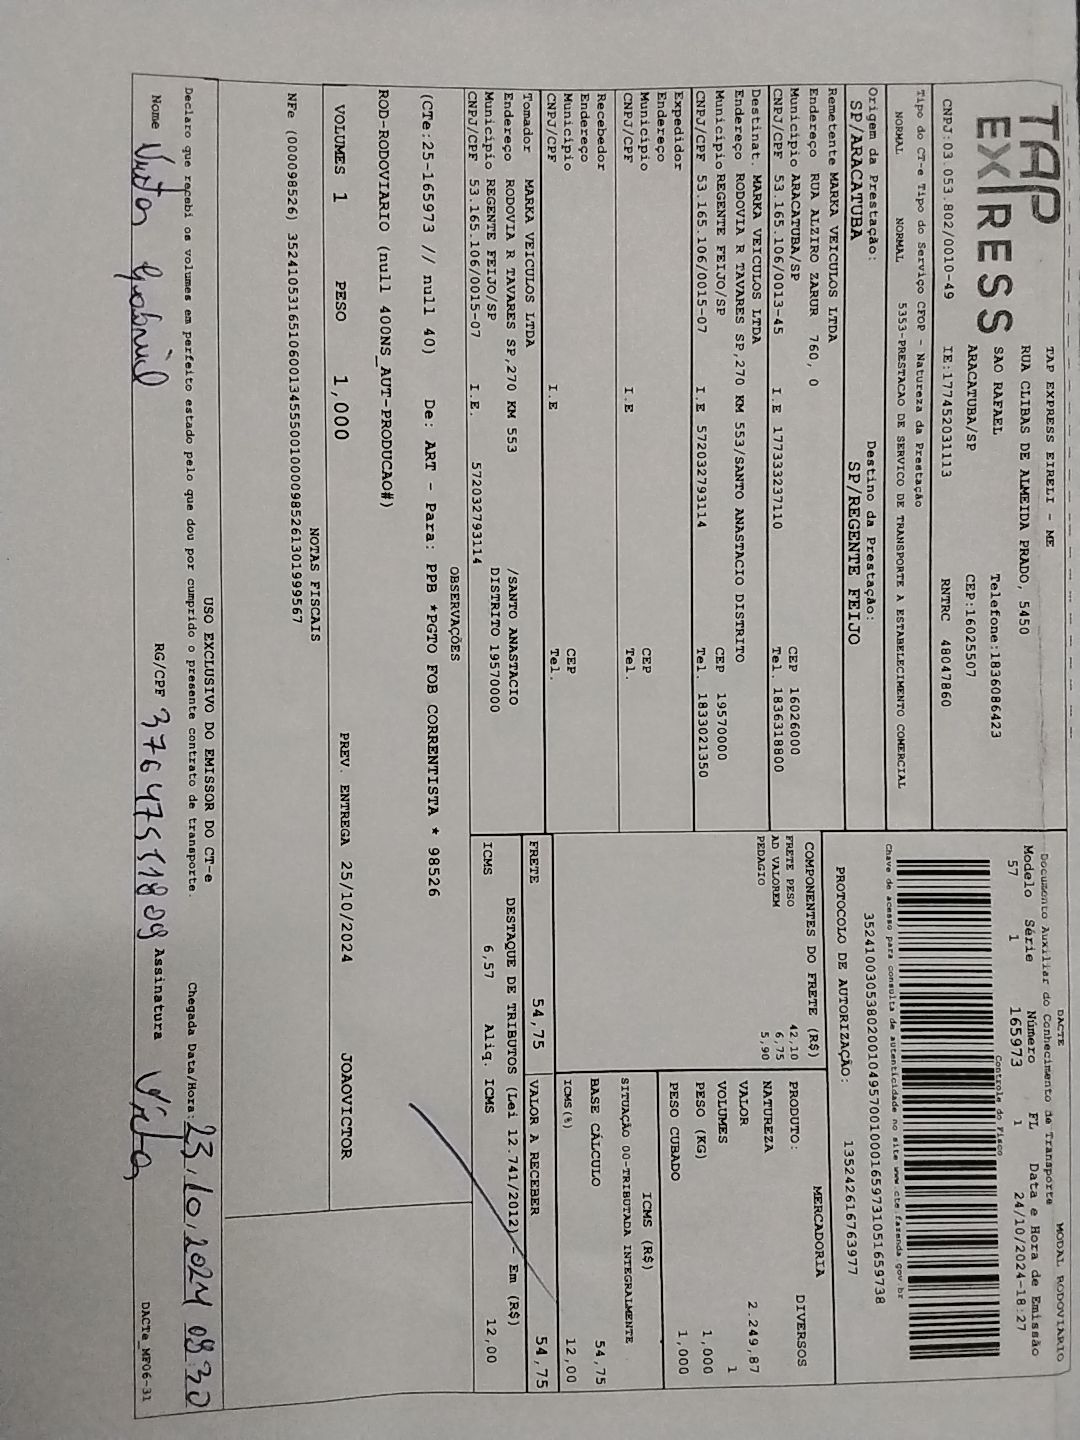 TAP EXPRESS
TAP EXPRESS EIRELI - ME
RUA CLIBAS DE ALMEIDA PRADO, 5450
SAO RAFAEL Telefone:1836086423
ARACATUBA/SP CEP:16025507
CNPJ:03.053.802/0010-49 IE:177452031113 RNTRC 48047860
Tipo do CT-e Tipo do Serviço CFOP - Natureza da Prestação
NORMAL NORMAL 5353-PRESTACAO DE SERVICO DE TRANSPORTE A ESTABELECIMENTO COMERCIAL
Origem da Prestação: Destino da Prestação:
SP/ARACATUBA SP/REGENTE FEIJO
Remetente MARKA VEICULOS LTDA
Endereço RUA ALZIRO ZARUR 760, 0
Município ARACATUBA/SP CEP 16026000
CNPJ/CPF 53.165.106/0013-45 I.E 177333237110 Tel. 1836318800
Destinat. MARKA VEICULOS LTDA
Endereço RODOVIA R TAVARES SP,270 KM 553/SANTO ANASTACIO DISTRITO
Município REGENTE FEIJO/SP CEP 19570000
CNPJ/CPF 53.165.106/0015-07 I.E 572032793114 Tel. 1833021350
Expedidor
Endereço
Município CEP
CNPJ/CPF I.E Tel.
Recebedor
Endereço
Município CEP
CNPJ/CPF I.E Tel.
Tomador MARKA VEICULOS LTDA
Endereço RODOVIA R TAVARES SP,270 KM 553 /SANTO ANASTACIO
Município REGENTE FEIJO/SP DISTRITO 19570000
CNPJ/CPF 53.165.106/0015-07 I.E. 572032793114
DACTE MODAL RODOVIARIO
Documento Auxiliar do Conhecimento de Transporte
Modelo Série Número FL Data e Hora de Emissão
57 1 165973 1 24/10/2024-18:27
Controle do Fisco
Chave de acesso para consulta de autenticidade no site www.cte.fazenda.gov.br
35241003053802001049570010001659731051659738
PROTOCOLO DE AUTORIZAÇÃO: 135242616763977
COMPONENTES DO FRETE (R$)
FRETE PESO 42,10
AD VALOREM 6,75
PEDAGIO 5,90
MERCADORIA
PRODUTO: DIVERSOS
NATUREZA
VALOR 2.249,87
VOLUMES 1
PESO (KG) 1,000
PESO CUBADO 1,000
ICMS (R$)
SITUAÇÃO 00-TRIBUTADA INTEGRALMENTE
BASE CÁLCULO 54,75
ICMS(%) 12,00
FRETE 54,75 VALOR A RECEBER 54,75
DESTAQUE DE TRIBUTOS (Lei 12.741/2012) - Em (R$)
ICMS 6,57 Aliq. ICMS 12,00
OBSERVAÇÕES
(CTe:25-165973 // null 40) De: ART - Para: PPB *PGTO FOB CORRENTISTA * 98526
ROD-RODOVIARIO (null 400NS_AUT-PRODUCAO#)
VOLUMES 1 PESO 1,000 PREV. ENTREGA 25/10/2024 JOAOVICTOR
NOTAS FISCAIS
NFe (000098526) 35241053165106001345550010000985261301999567
USO EXCLUSIVO DO EMISSOR DO CT-e
Declaro que recebi os volumes em perfeito estado pelo que dou por cumprido o presente contrato de transporte. Chegada Data/Hora: 23,10,2024 08:30
Nome Victor Gabriel RG/CPF 37647511809 Assinatura Victor
DACTe_MF06-31